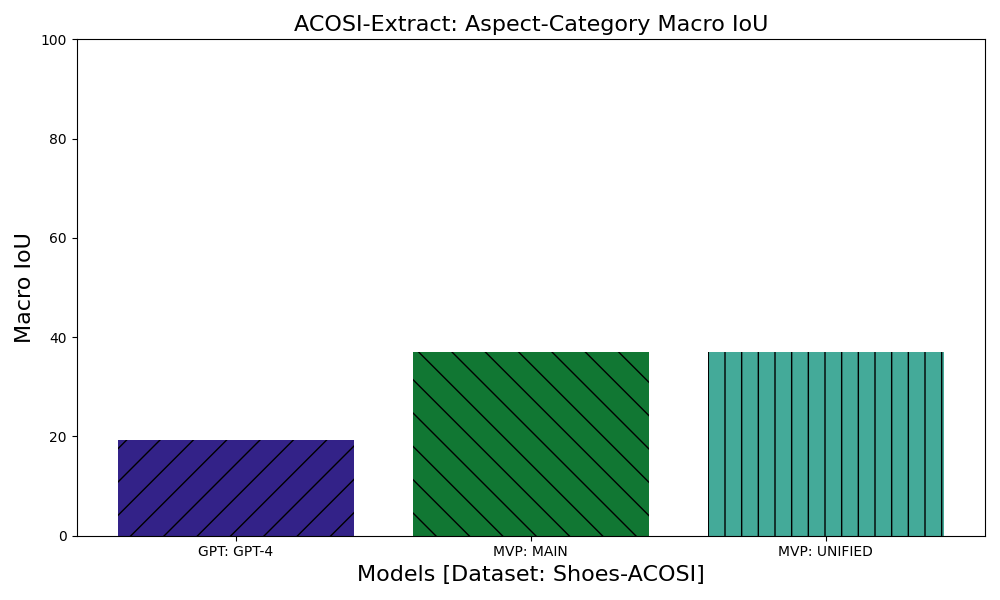 ACOSI-Extract: Aspect-Category Macro IoU
100
80
60
40
20
0
Macro IoU
GPT: GPT-4
MVP: MAIN
MVP: UNIFIED
Models [Dataset: Shoes-ACOSI]